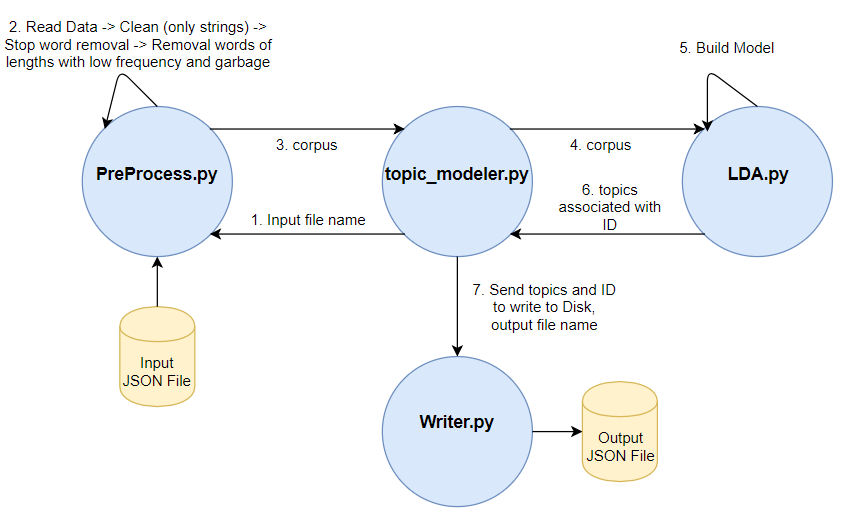 2. Read Data -> Clean (only strings) ->
Stop word removal -> Removal words of
lengths with low frequency and garbage
5. Build Model
3. corpus
4. corpus
PreProcess.py
topic_modeler.py
LDA.py
6. topics
associated with
ID
1. Input file name
7. Send topics and ID
to write to Disk,
output file name
Input
JSON File
Writer.py
Output
JSON File